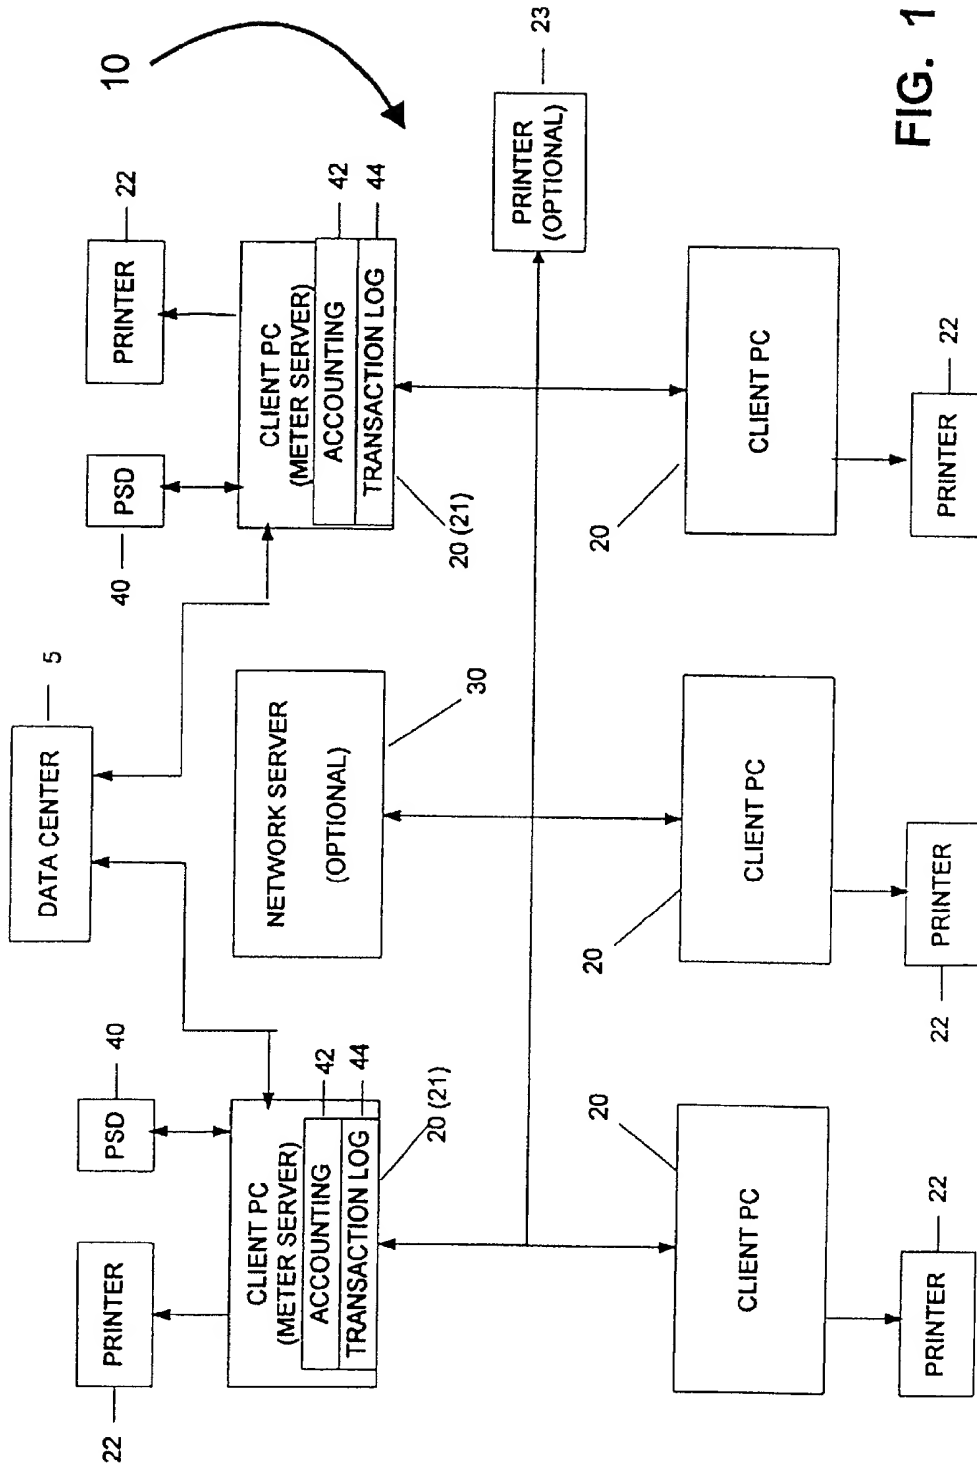 DATA CENTER
5
10
22
PRINTER
PSD
40
40
PSD
PRINTER
22
CLIENT PC
(METER SERVER)
ACCOUNTING
42
TRANSACTION LOG
44
20 (21)
NETWORK SERVER
(OPTIONAL)
30
CLIENT PC
(METER SERVER)
ACCOUNTING
42
TRANSACTION LOG
44
20 (21)
PRINTER
(OPTIONAL)
23
20
CLIENT PC
20
CLIENT PC
20
CLIENT PC
PRINTER
22
22
PRINTER
PRINTER
22
FIG. 1